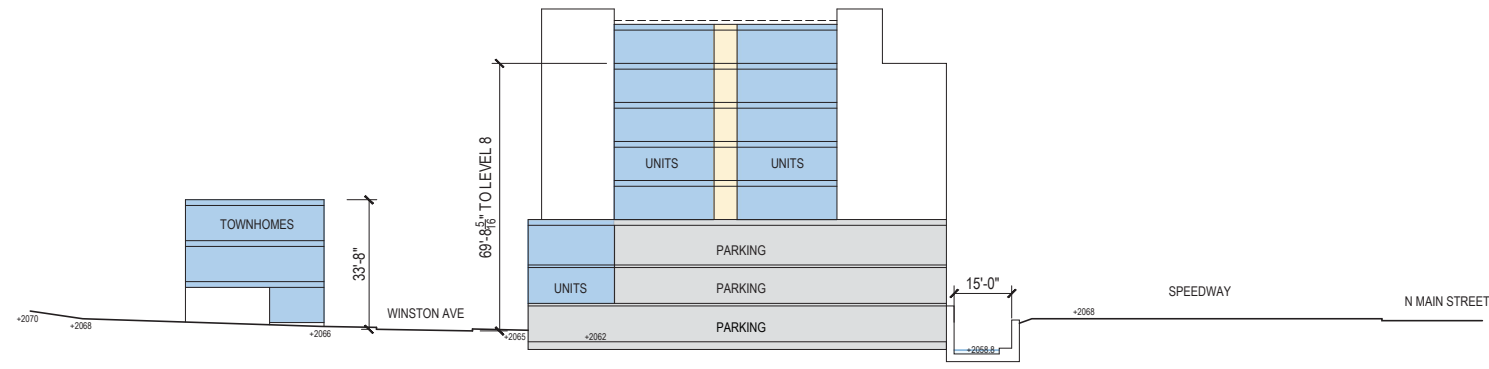 UNITS UNITS
69'-8 5/16" TO LEVEL 8
TOWNHOMES
33'-8"
PARKING
UNITS
PARKING
15'-0"
SPEEDWAY
N MAIN STREET
WINSTON AVE
PARKING
+2070
+2068
+2066
+2065
+2062
+2058.8
+2068